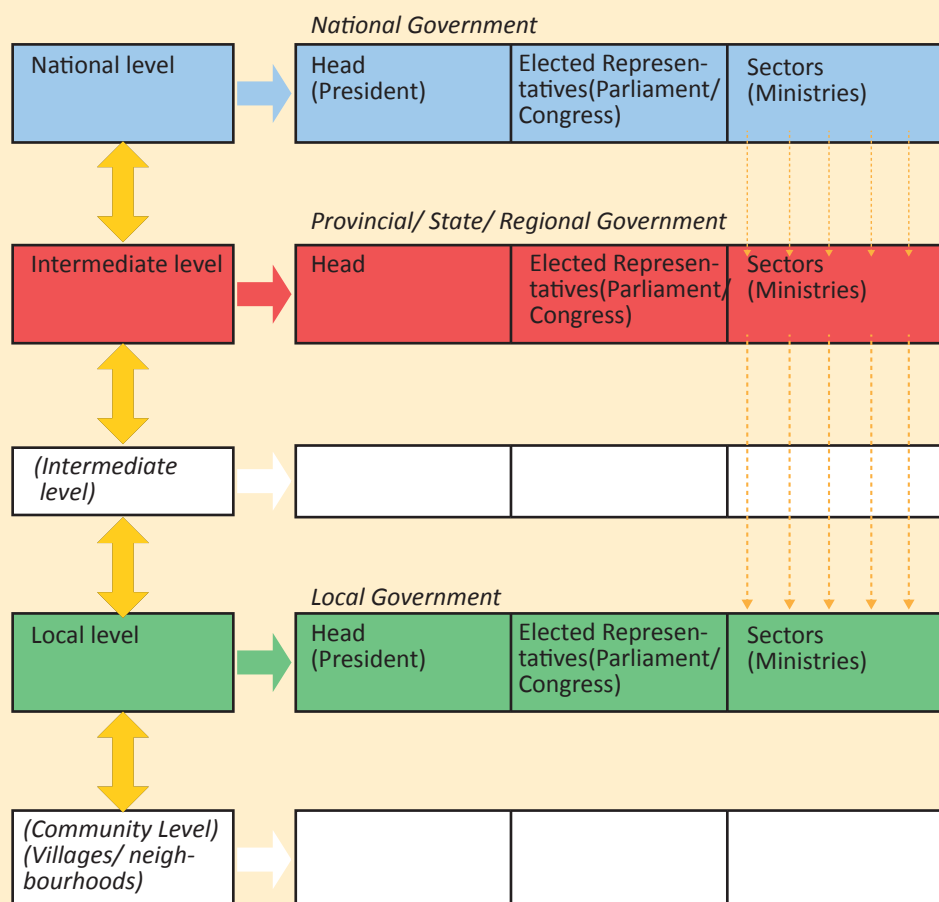 National Government
National level
Head
(President)
Elected Represen-
tatives(Parliament/
Congress)
Sectors
(Ministries)
Provincial/ State/ Regional Government
Intermediate level
Head
Elected Represen-
tatives(Parliament/
Congress)
Sectors
(Ministries)
(Intermediate
level)
Local Government
Local level
Head
(President)
Elected Represen-
tatives(Parliament/
Congress)
Sectors
(Ministries)
(Community Level)
(Villages/ neigh-
bourhoods)